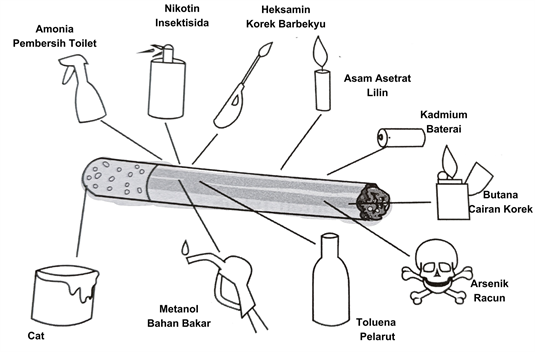 Amonia
Pembersih Toilet
Nikotin
Insektisida
Heksamin
Korek Barbekyu
Asam Asetrat
Lilin
Kadmium
Baterai
Butana
Cairan Korek
Arsenik
Racun
Toluena
Pelarut
Metanol
Bahan Bakar
Cat